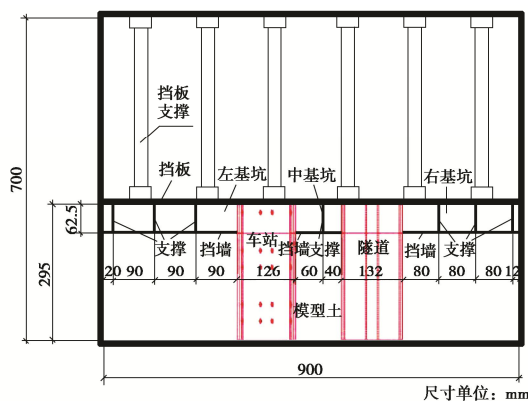 挡板
支撑
挡板
左基坑
中基坑
右基坑
700
62.5
295
支撑
挡墙
车站
挡墙
支撑
隧道
挡墙
支撑
20
90
90
90
126
60
40
132
80
80
80
12
模型土
900
尺寸单位：mm